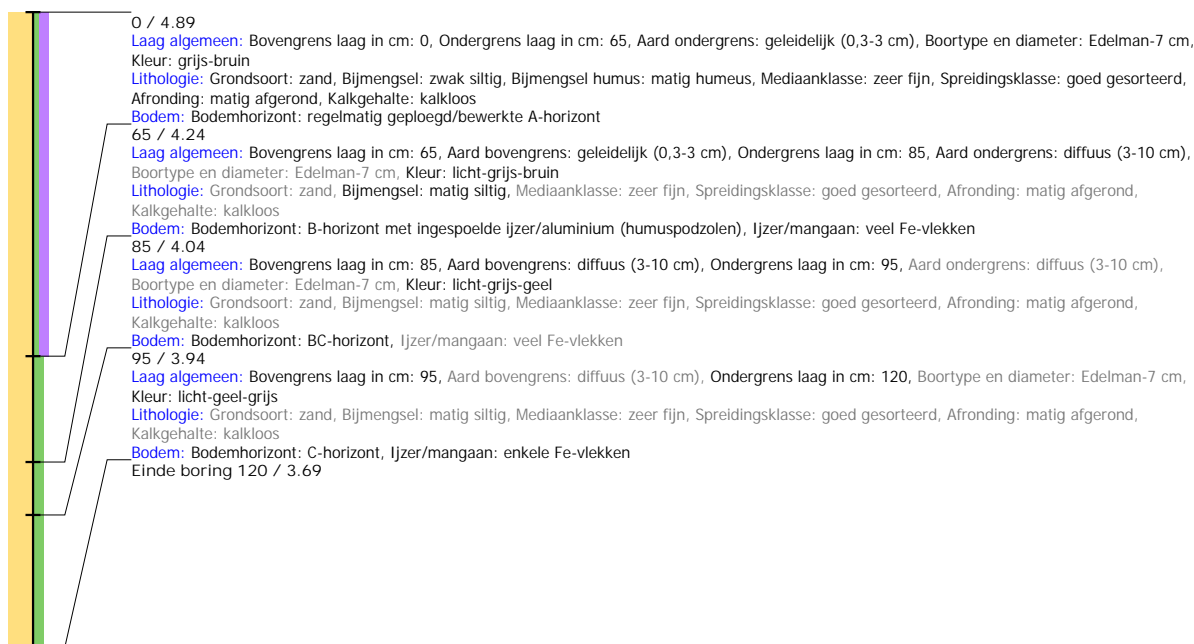 0 / 4.89
Laag algemeen: Bovengrens laag in cm: 0, Ondergrens laag in cm: 65, Aard ondergrens: geleidelijk (0,3-3 cm), Boortype en diameter: Edelman-7 cm,
Kleur: grijs-bruin
Lithologie: Grondsoort: zand, Bijmengsel: zwak siltig, Bijmengsel humus: matig humeus, Mediaanklasse: zeer fijn, Spreidingsklasse: goed gesorteerd,
Afronding: matig afgerond, Kalkgehalte: kalkloos
Bodem: Bodemhorizont: regelmatig geploegd/bewerkte A-horizont
65 / 4.24
Laag algemeen: Bovengrens laag in cm: 65, Aard bovengrens: geleidelijk (0,3-3 cm), Ondergrens laag in cm: 85, Aard ondergrens: diffuus (3-10 cm),
Boortype en diameter: Edelman-7 cm, Kleur: licht-grijs-bruin
Lithologie: Grondsoort: zand, Bijmengsel: matig siltig, Mediaanklasse: zeer fijn, Spreidingsklasse: goed gesorteerd, Afronding: matig afgerond,
Kalkgehalte: kalkloos
Bodem: Bodemhorizont: B-horizont met ingespoelde ijzer/aluminium (humuspodzolen), Ijzer/mangaan: veel Fe-vlekken
85 / 4.04
Laag algemeen: Bovengrens laag in cm: 85, Aard bovengrens: diffuus (3-10 cm), Ondergrens laag in cm: 95, Aard ondergrens: diffuus (3-10 cm),
Boortype en diameter: Edelman-7 cm, Kleur: licht-grijs-geel
Lithologie: Grondsoort: zand, Bijmengsel: matig siltig, Mediaanklasse: zeer fijn, Spreidingsklasse: goed gesorteerd, Afronding: matig afgerond,
Kalkgehalte: kalkloos
Bodem: Bodemhorizont: BC-horizont, Ijzer/mangaan: veel Fe-vlekken
95 / 3.94
Laag algemeen: Bovengrens laag in cm: 95, Aard bovengrens: diffuus (3-10 cm), Ondergrens laag in cm: 120, Boortype en diameter: Edelman-7 cm,
Kleur: licht-geel-grijs
Lithologie: Grondsoort: zand, Bijmengsel: matig siltig, Mediaanklasse: zeer fijn, Spreidingsklasse: goed gesorteerd, Afronding: matig afgerond,
Kalkgehalte: kalkloos
Bodem: Bodemhorizont: C-horizont, Ijzer/mangaan: enkele Fe-vlekken
Einde boring 120 / 3.69